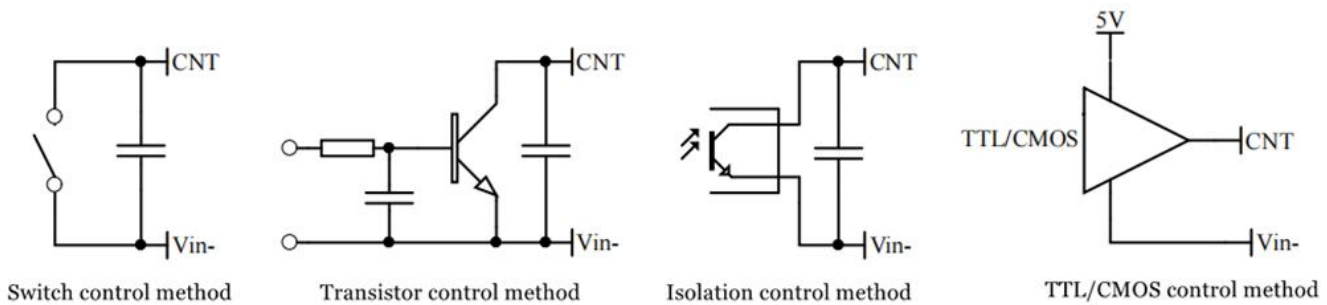 5V
CNT
CNT
CNT
TTL/CMOS
CNT
Vin-
Vin-
Vin-
Vin-
Switch control method
Transistor control method
Isolation control method
TTL/CMOS control method